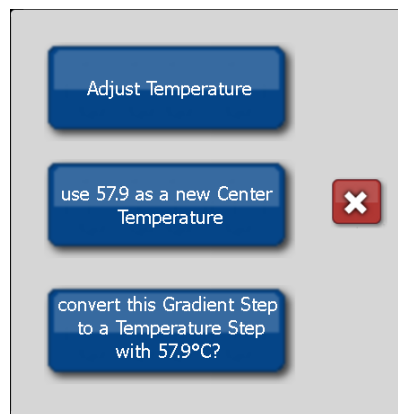 Adjust Temperature
use 57.9 as a new Center
Temperature
convert this Gradient Step
to a Temperature Step
with 57.9°C?